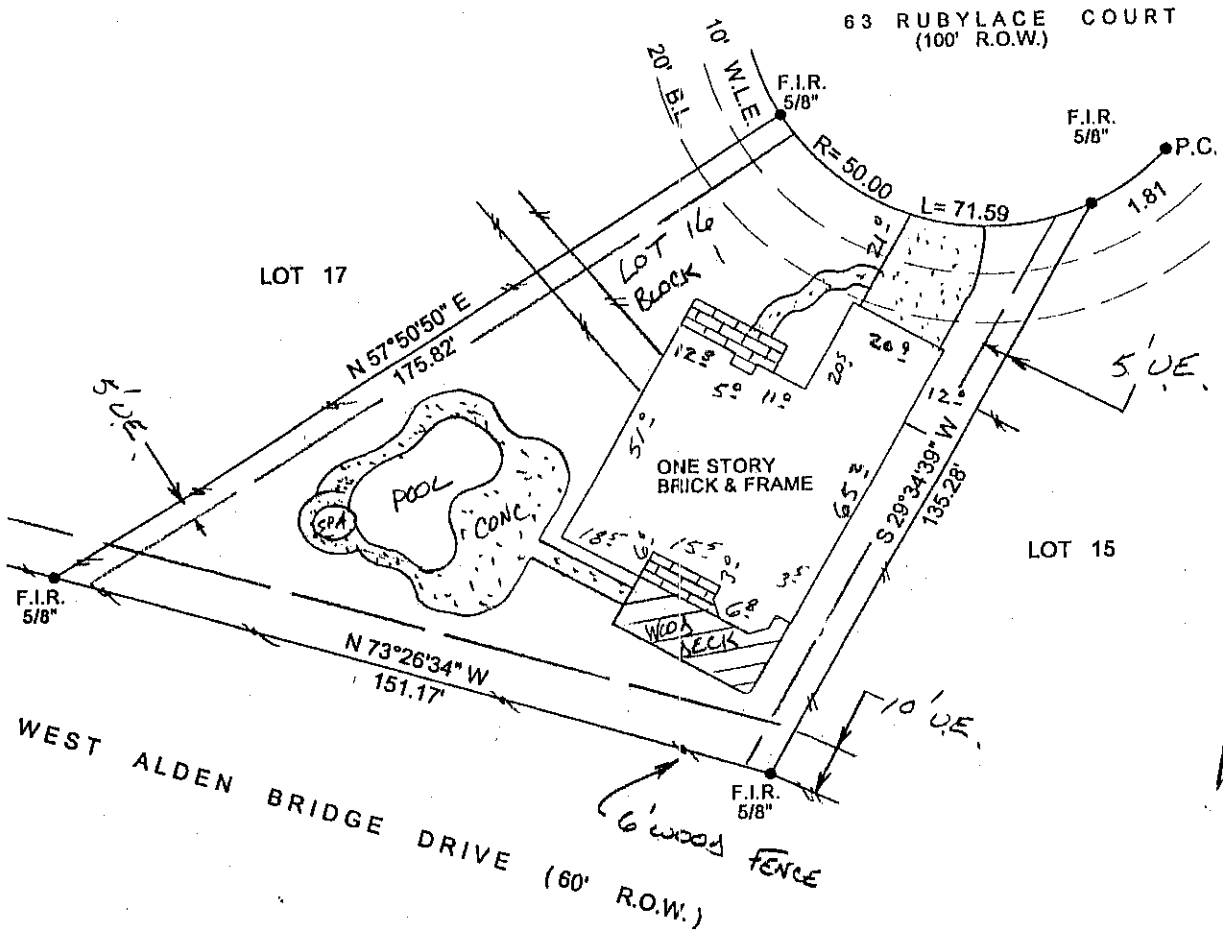 63 RUBYLACE COURT
(100' R.O.W.)
10' W.L.E.
20' B.L.
F.I.R.
5/8"
F.I.R.
5/8"
P.C.
R= 50.00
L= 71.59
1.81
LOT 17
LOT 16
BLOCK
21.0
N 57°50'50" E
175.82'
5' U.E.
12.8
5.0
11.0
20.5
20.9
12.0
5' U.E.
51.0
ONE STORY
BRICK & FRAME
65.2
S 29°34'39" W
135.28'
LOT 15
POOL
SPA
CONC.
18.5
6.0
15.5
3.0
3.5
6.8
WOOD
DECK
F.I.R.
5/8"
N 73°26'34" W
151.17'
10' U.E.
F.I.R.
5/8"
6' WOOD FENCE
WEST ALDEN BRIDGE DRIVE (60' R.O.W.)